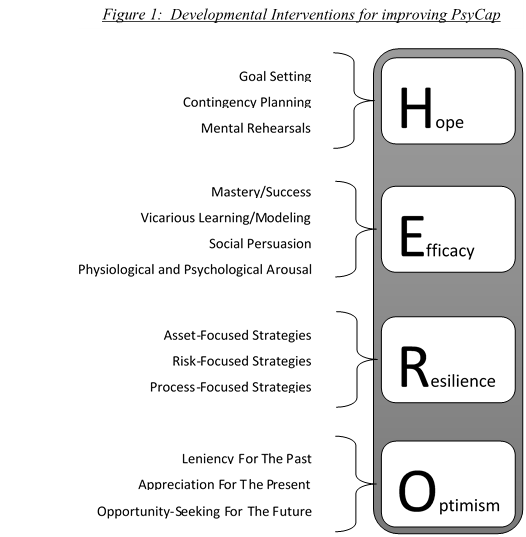 Figure 1: Developmental Interventions for improving PsyCap
Goal Setting
Contingency Planning
Mental Rehearsals
Hope
Mastery/Success
Vicarious Learning/Modeling
Social Persuasion
Physiological and Psychological Arousal
Efficacy
Asset-Focused Strategies
Risk-Focused Strategies
Process-Focused Strategies
Resilience
Leniency For The Past
Appreciation For The Present
Opportunity-Seeking For The Future
Optimism